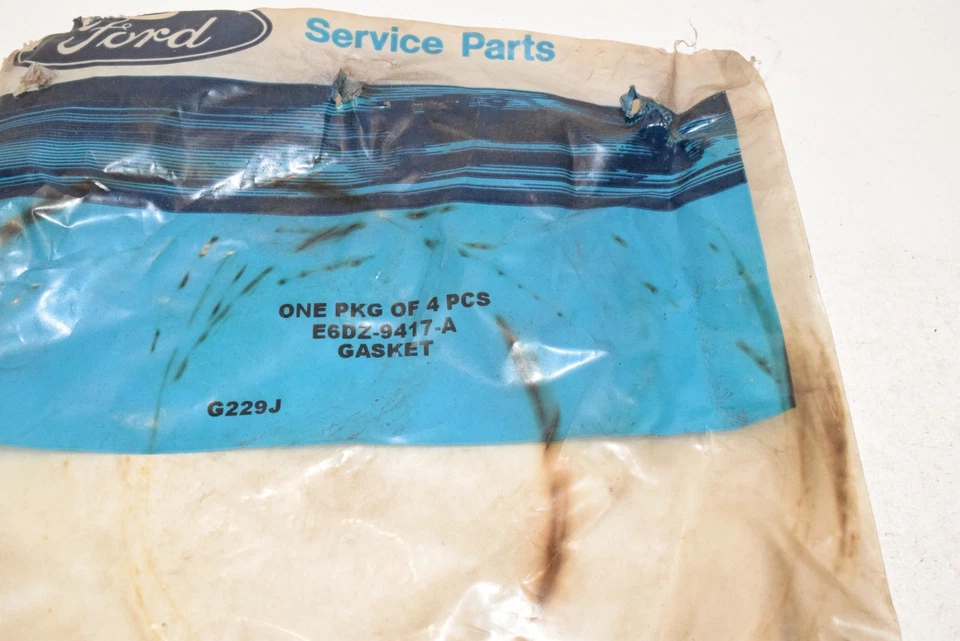 Ford
Service Parts
ONE PKG OF 4 PCS
E6DZ-9417-A
GASKET
G229J